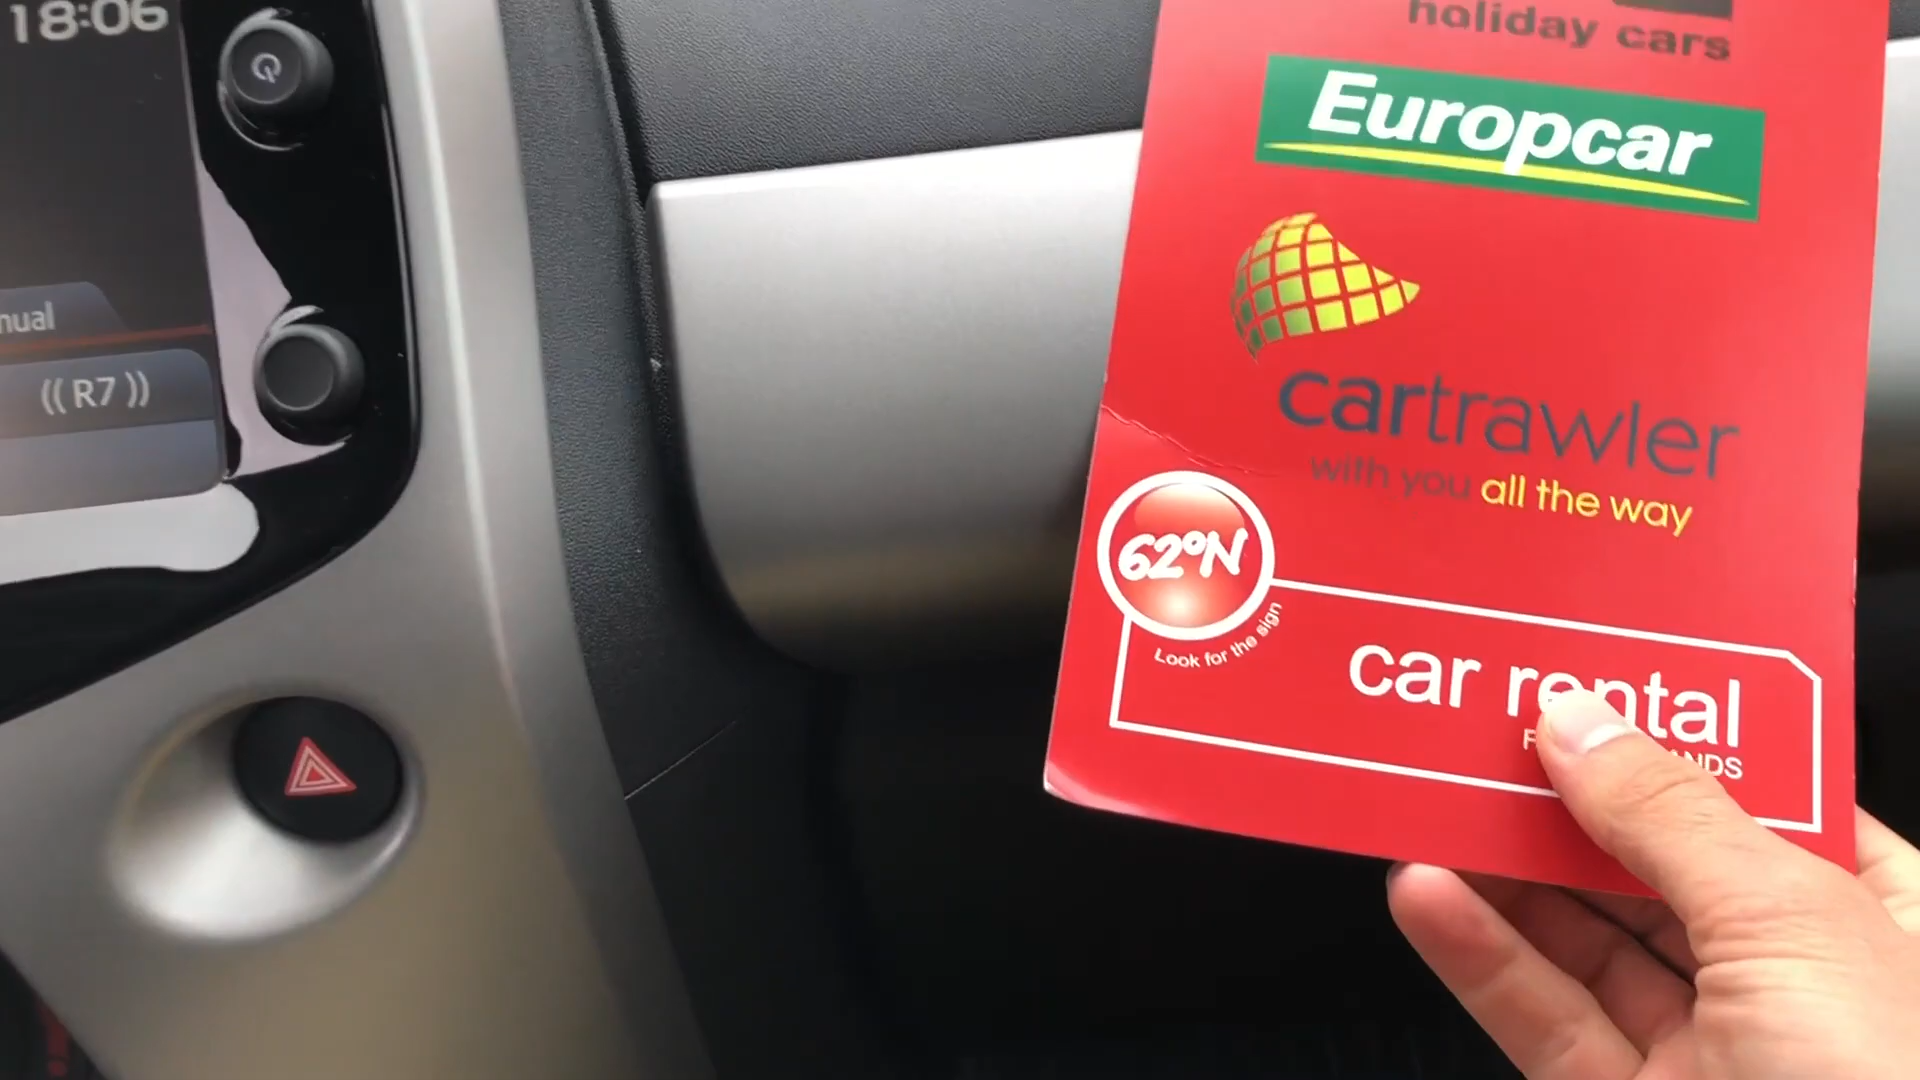 18:06
nual
((R7))
holiday cars
Europcar
cartrawler
with you all the way
62°N
Look for the sign
car rental